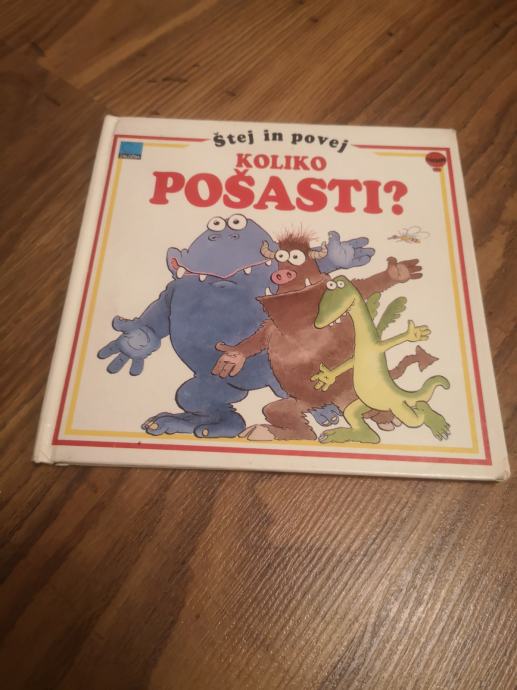 Štej in povej
KOLIKO
POŠASTI?